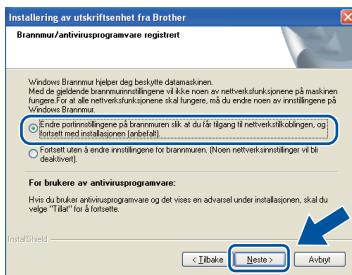 Installering av utskriftsenhet fra Brother
Brannmur/antivirusprogramvare registrert
Windows Brannmur hjelper deg beskytte datamaskinen.
Med de gjeldende brannmurinnstillingene vil ikke noen av nettverksfunksjonene på maskinen
fungere.For at alle nettverksfunksjonene skal fungere, må du endre noen av innstillingene på
Windows Brannmur.
Endre portinnstillingene på brannmuren slik at du får tilgang til nettverkstilkoblingen, og
fortsett med installasjonen (anbefalt).
Fortsett uten å endre innstillingene for brannmuren. (Noen nettverksinnstillinger vil bli
deaktivert).
For brukere av antivirusprogramvare:
Hvis du bruker antivirusprogramvare og det vises en advarsel under installasjonen, skal du
velge "Tillat" for å fortsette.
InstallShield
< Tilbake
Neste >
Avbryt